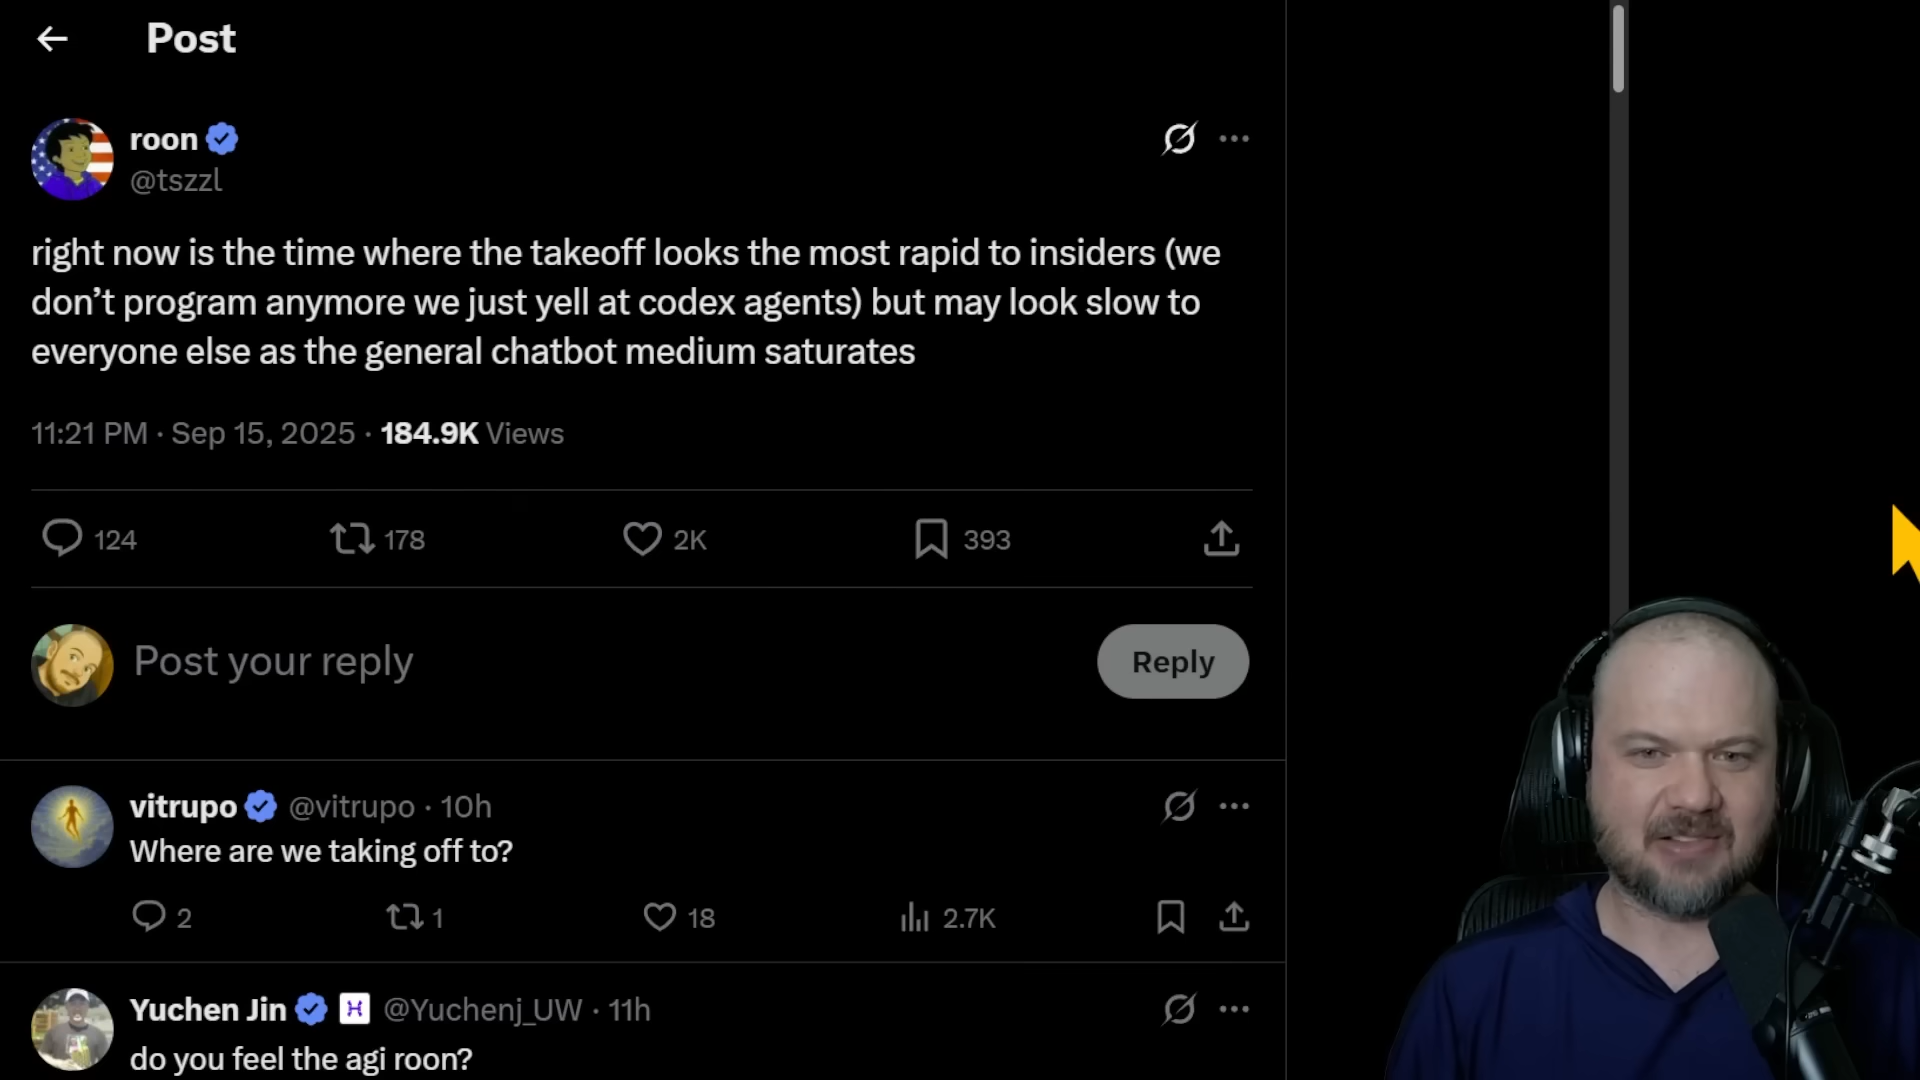 Post
roon
@tszzl
right now is the time where the takeoff looks the most rapid to insiders (we
don’t program anymore we just yell at codex agents) but may look slow to
everyone else as the general chatbot medium saturates
11:21 PM · Sep 15, 2025 · 184.9K Views
124 178 2K 393
Post your reply
Reply
vitrupo @vitrupo · 10h
Where are we taking off to?
2 1 18 2.7K
Yuchen Jin @Yuchenj_UW · 11h
do you feel the agi roon?